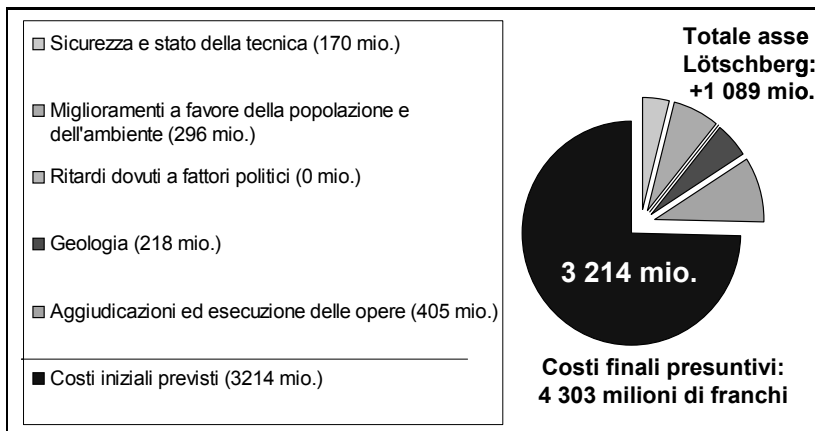 Sicurezza e stato della tecnica (170 mio.)
Miglioramenti a favore della popolazione e
dell'ambiente (296 mio.)
Ritardi dovuti a fattori politici (0 mio.)
Geologia (218 mio.)
Aggiudicazioni ed esecuzione delle opere (405 mio.)
Costi iniziali previsti (3214 mio.)
Totale asse
Lötschberg:
+1 089 mio.
3 214 mio.
Costi finali presuntivi:
4 303 milioni di franchi